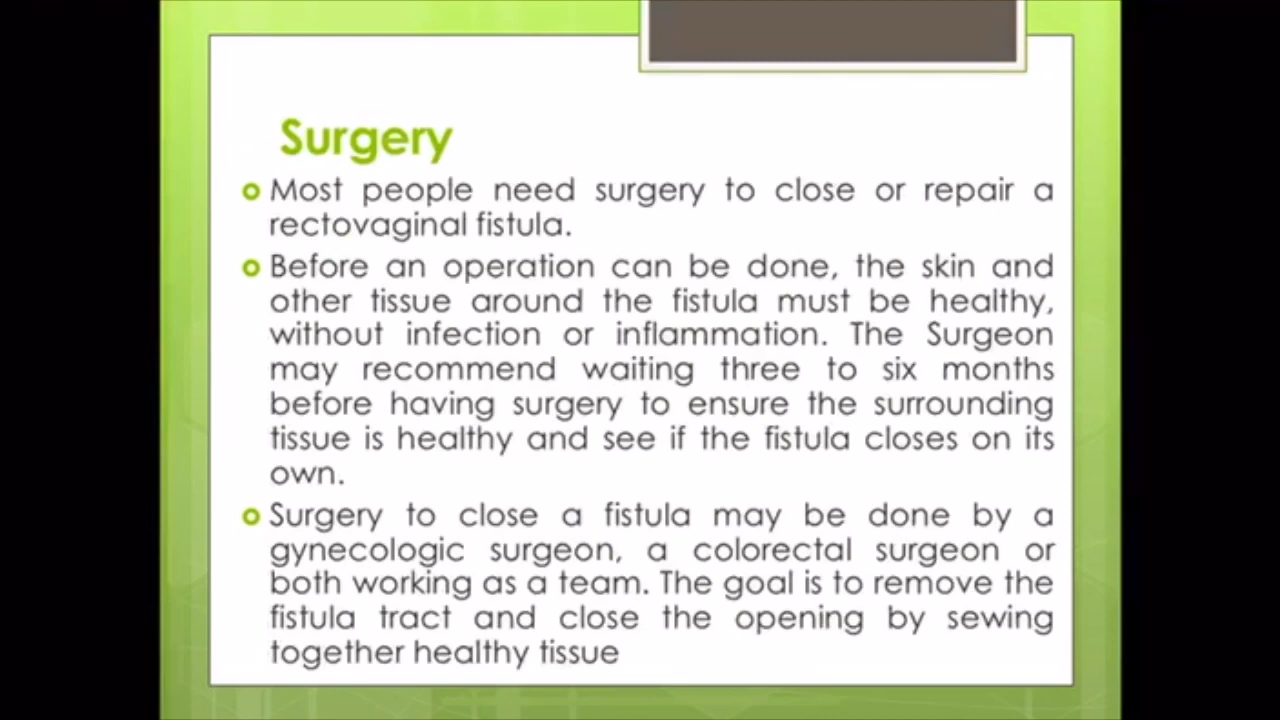 Surgery
Most people need surgery to close or repair a
rectovaginal fistula.
Before an operation can be done, the skin and
other tissue around the fistula must be healthy,
without infection or inflammation. The Surgeon
may recommend waiting three to six months
before having surgery to ensure the surrounding
tissue is healthy and see if the fistula closes on its
own.
Surgery to close a fistula may be done by a
gynecologic surgeon, a colorectal surgeon or
both working as a team. The goal is to remove the
fistula tract and close the opening by sewing
together healthy tissue